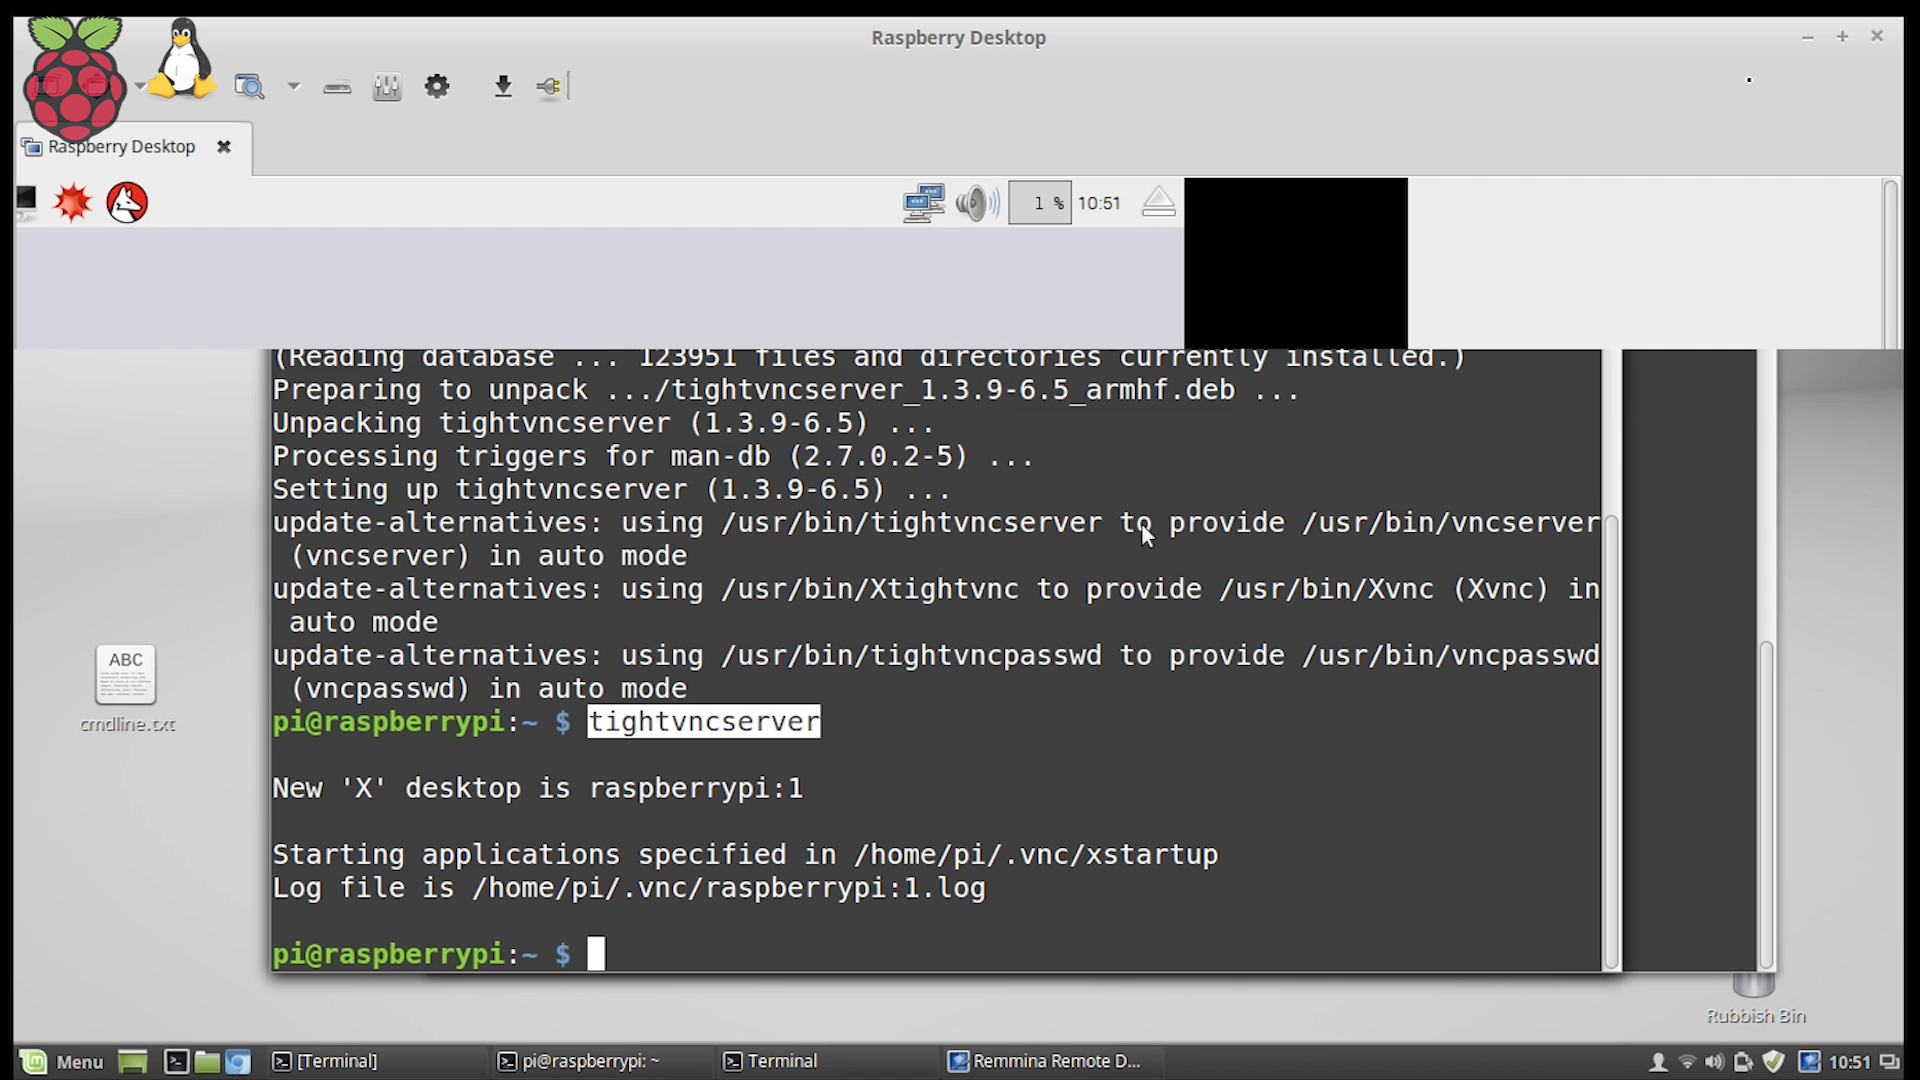 Raspberry Desktop
Raspberry Desktop
1 % 10:51
(Reading database ... 123951 files and directories currently installed.)
Preparing to unpack .../tightvncserver_1.3.9-6.5_armhf.deb ...
Unpacking tightvncserver (1.3.9-6.5) ...
Processing triggers for man-db (2.7.0.2-5) ...
Setting up tightvncserver (1.3.9-6.5) ...
update-alternatives: using /usr/bin/tightvncserver to provide /usr/bin/vncserver
(vncserver) in auto mode
update-alternatives: using /usr/bin/Xtightvnc to provide /usr/bin/Xvnc (Xvnc) in
auto mode
update-alternatives: using /usr/bin/tightvncpasswd to provide /usr/bin/vncpasswd
(vncpasswd) in auto mode
pi@raspberrypi:~ $ tightvncserver
New 'X' desktop is raspberrypi:1
Starting applications specified in /home/pi/.vnc/xstartup
Log file is /home/pi/.vnc/raspberrypi:1.log
pi@raspberrypi:~ $
ABC
cmdline.txt
Rubbish Bin
Menu [Terminal] pi@raspberrypi: ~ Terminal Remmina Remote D... 10:51